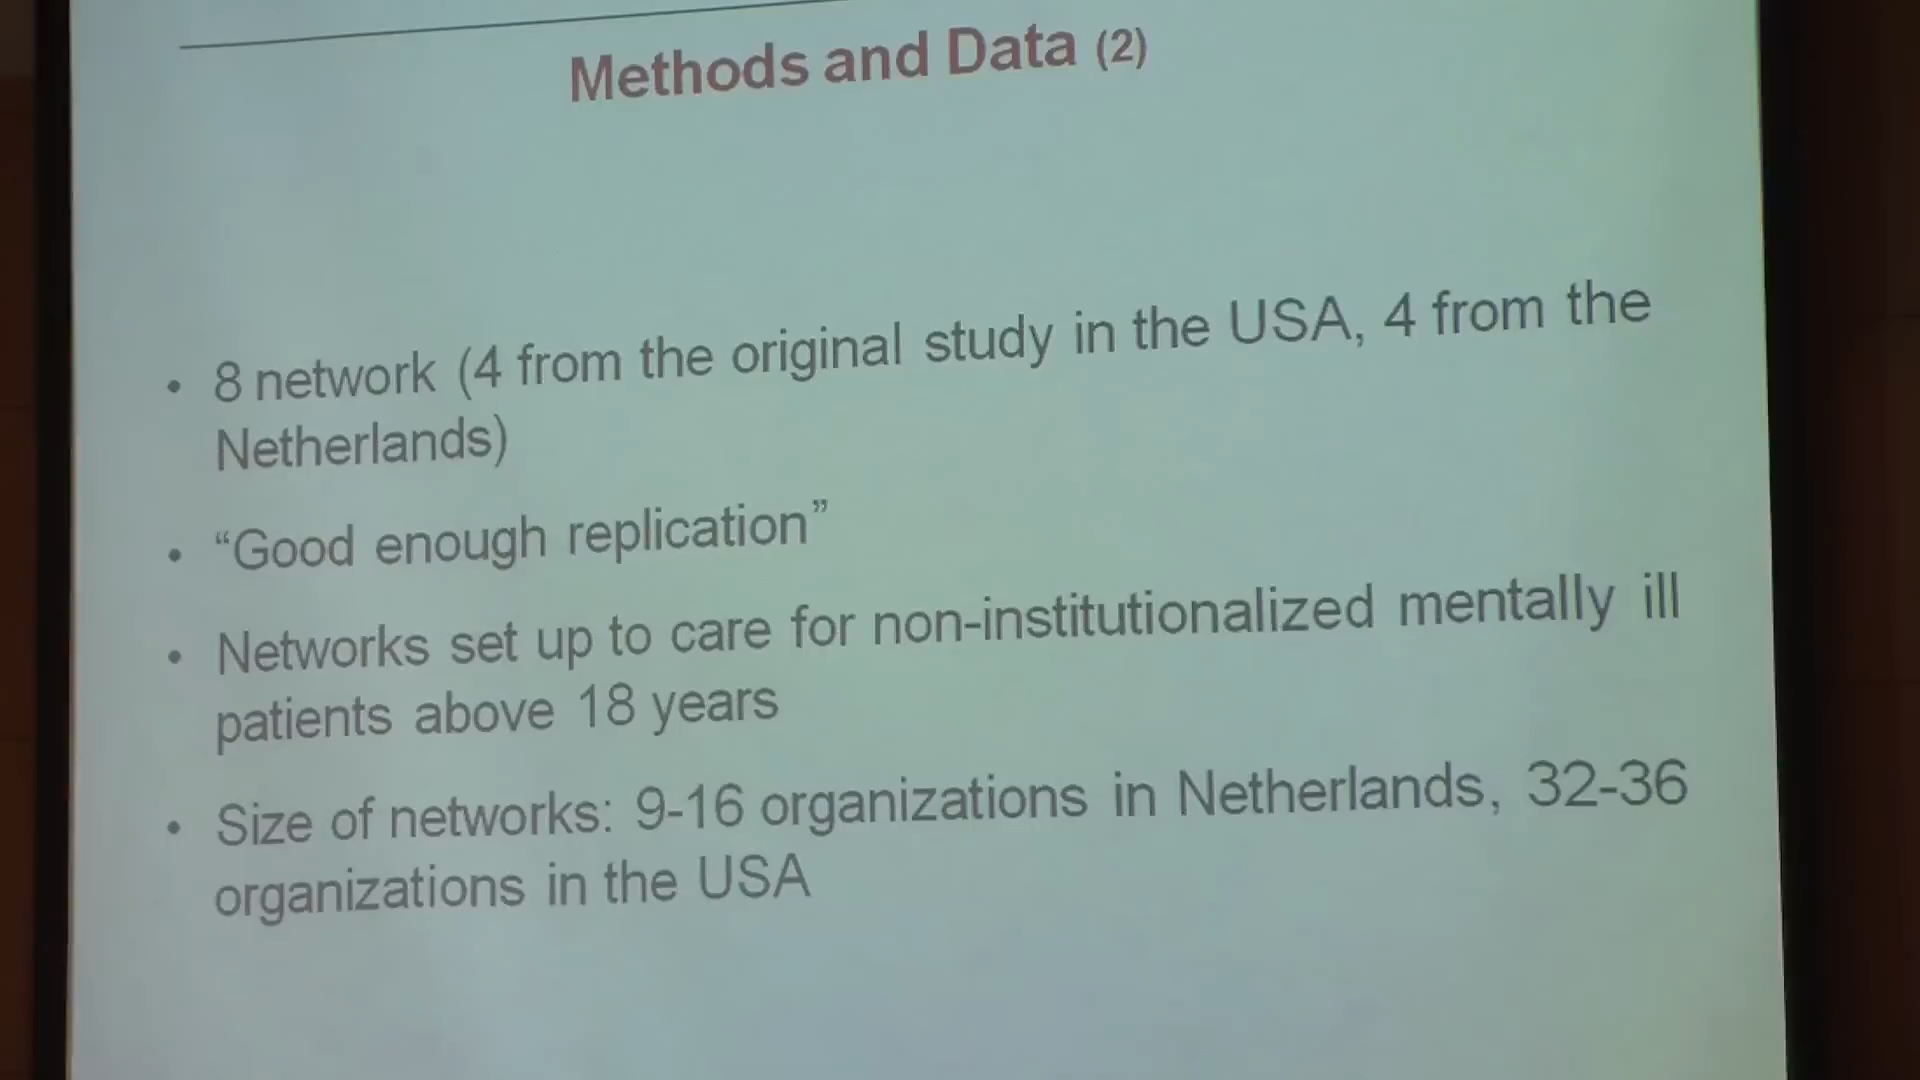 Methods and Data (2)
• 8 network (4 from the original study in the USA, 4 from the
Netherlands)
• “Good enough replication”
• Networks set up to care for non-institutionalized mentally ill
patients above 18 years
• Size of networks: 9-16 organizations in Netherlands, 32-36
organizations in the USA